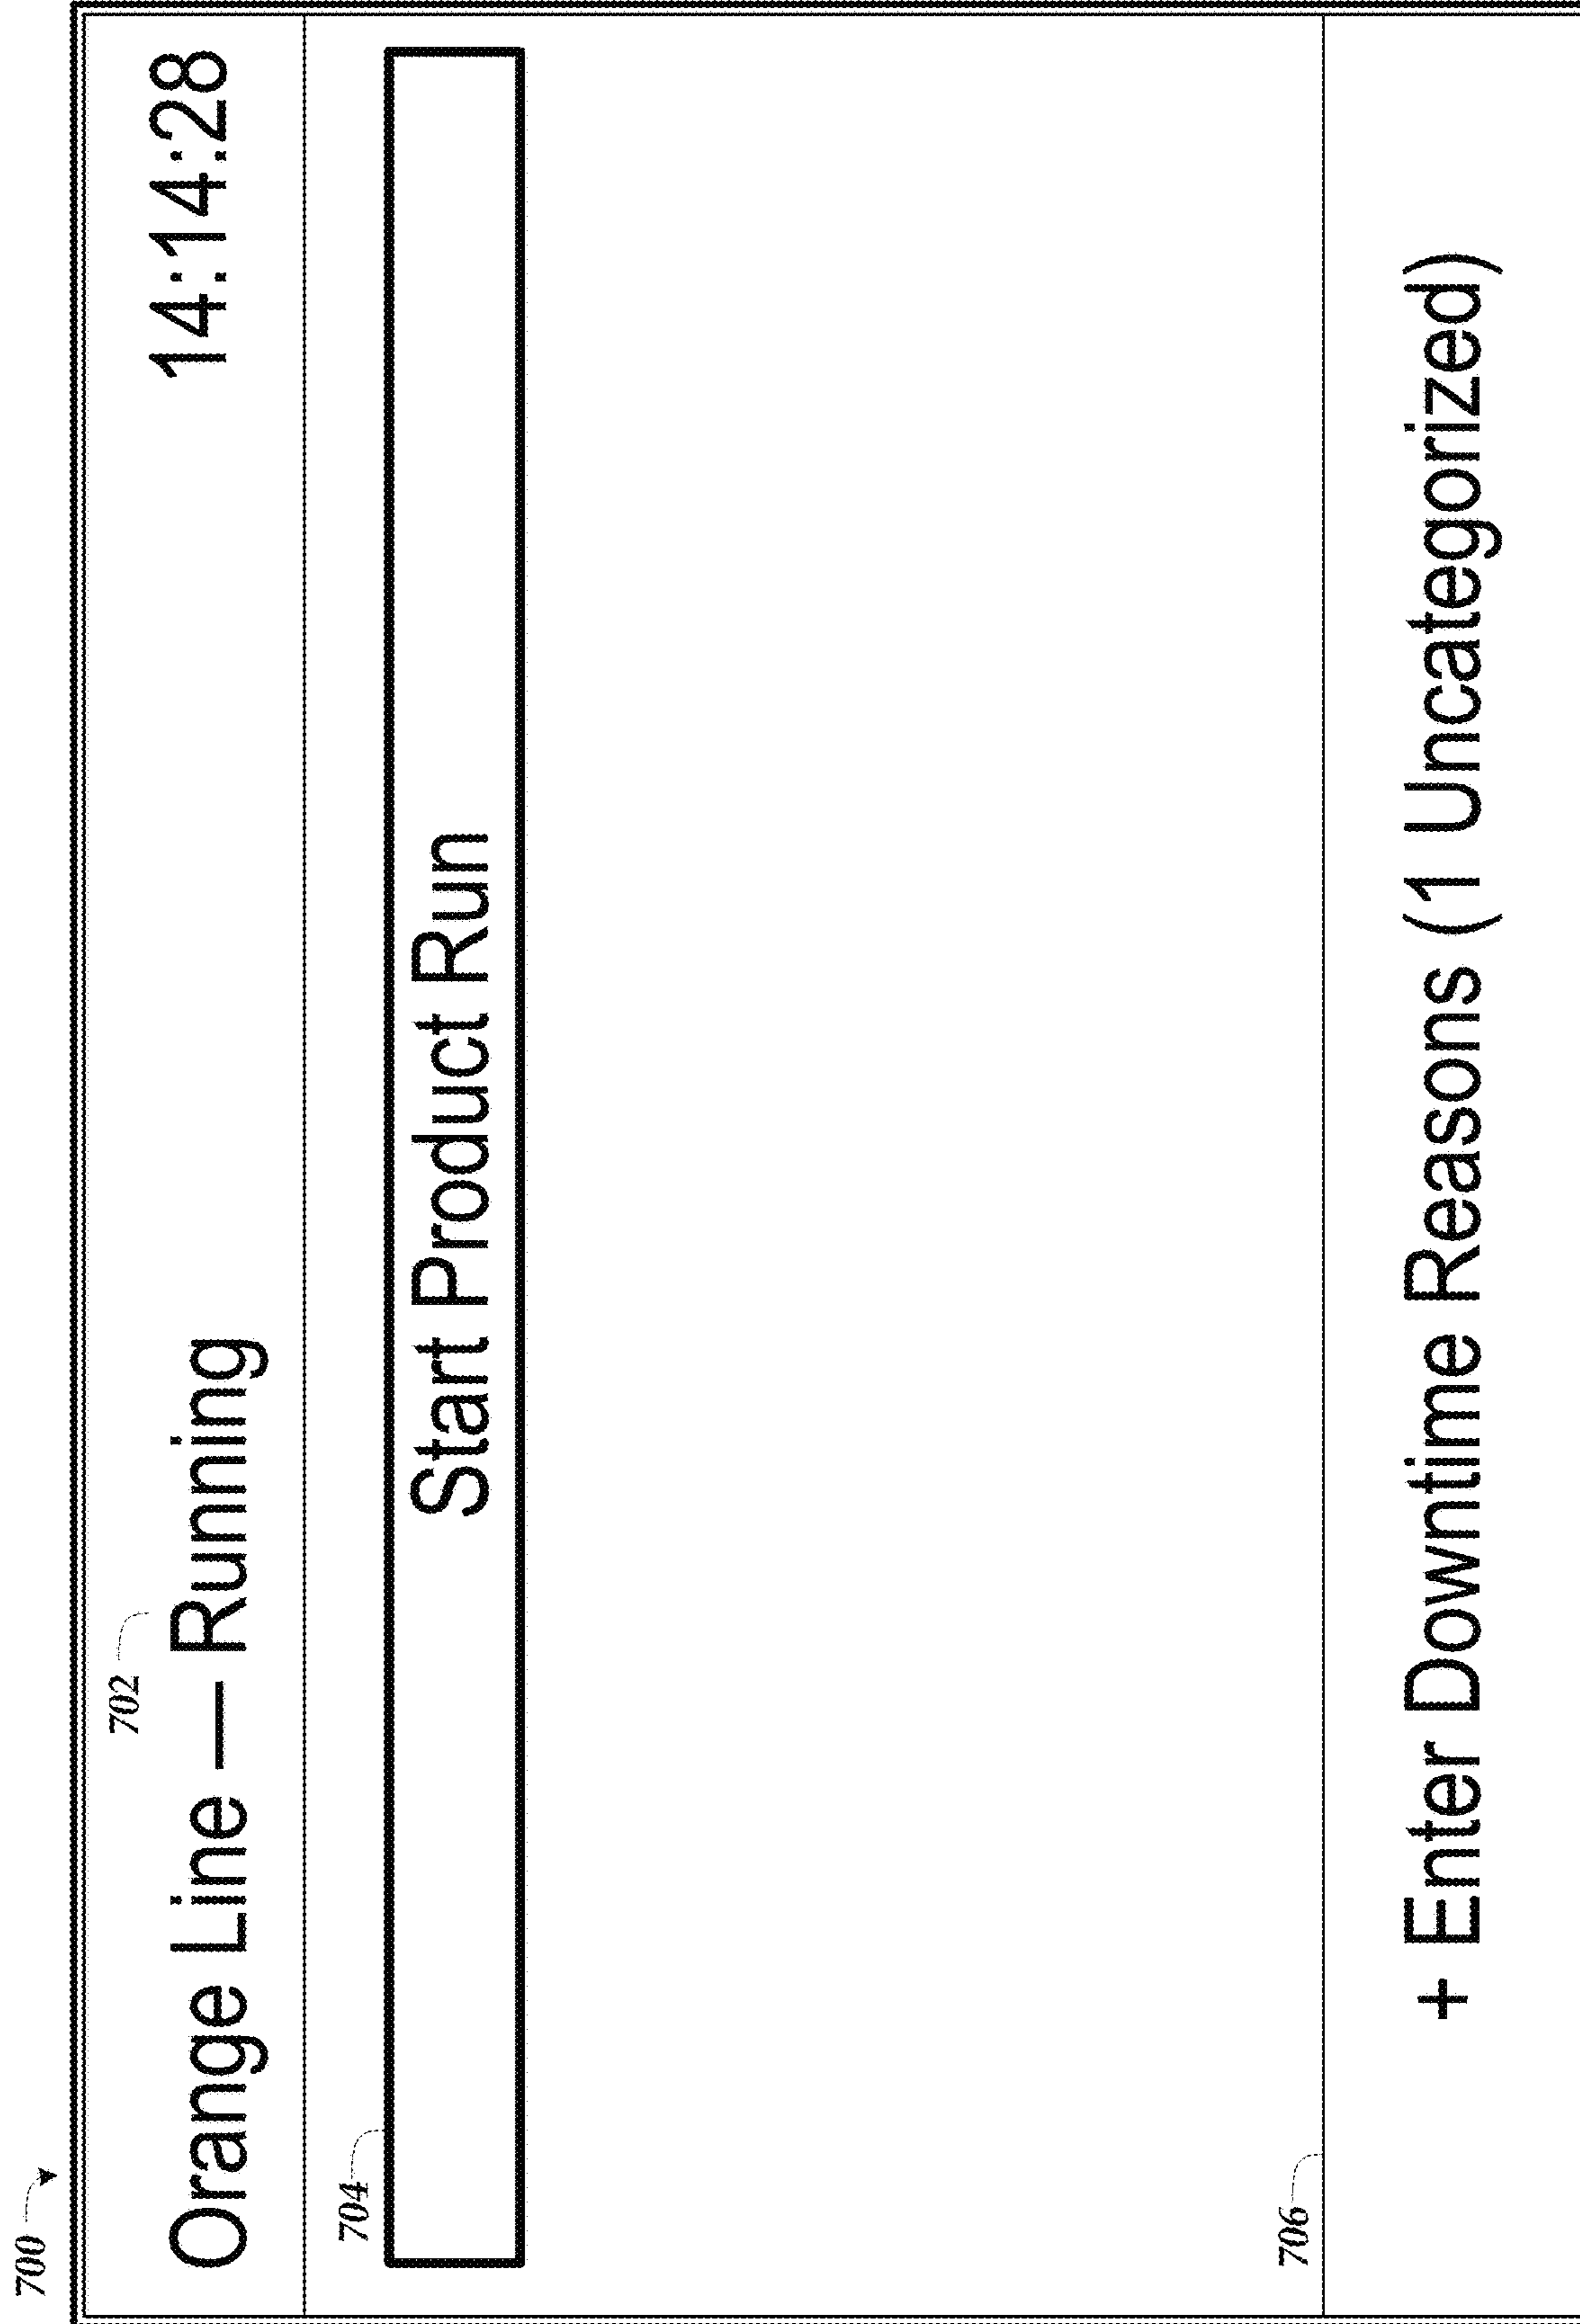 700
702
Orange Line — Running 14:14:28
704
Start Product Run
706
+ Enter Downtime Reasons (1 Uncategorized)